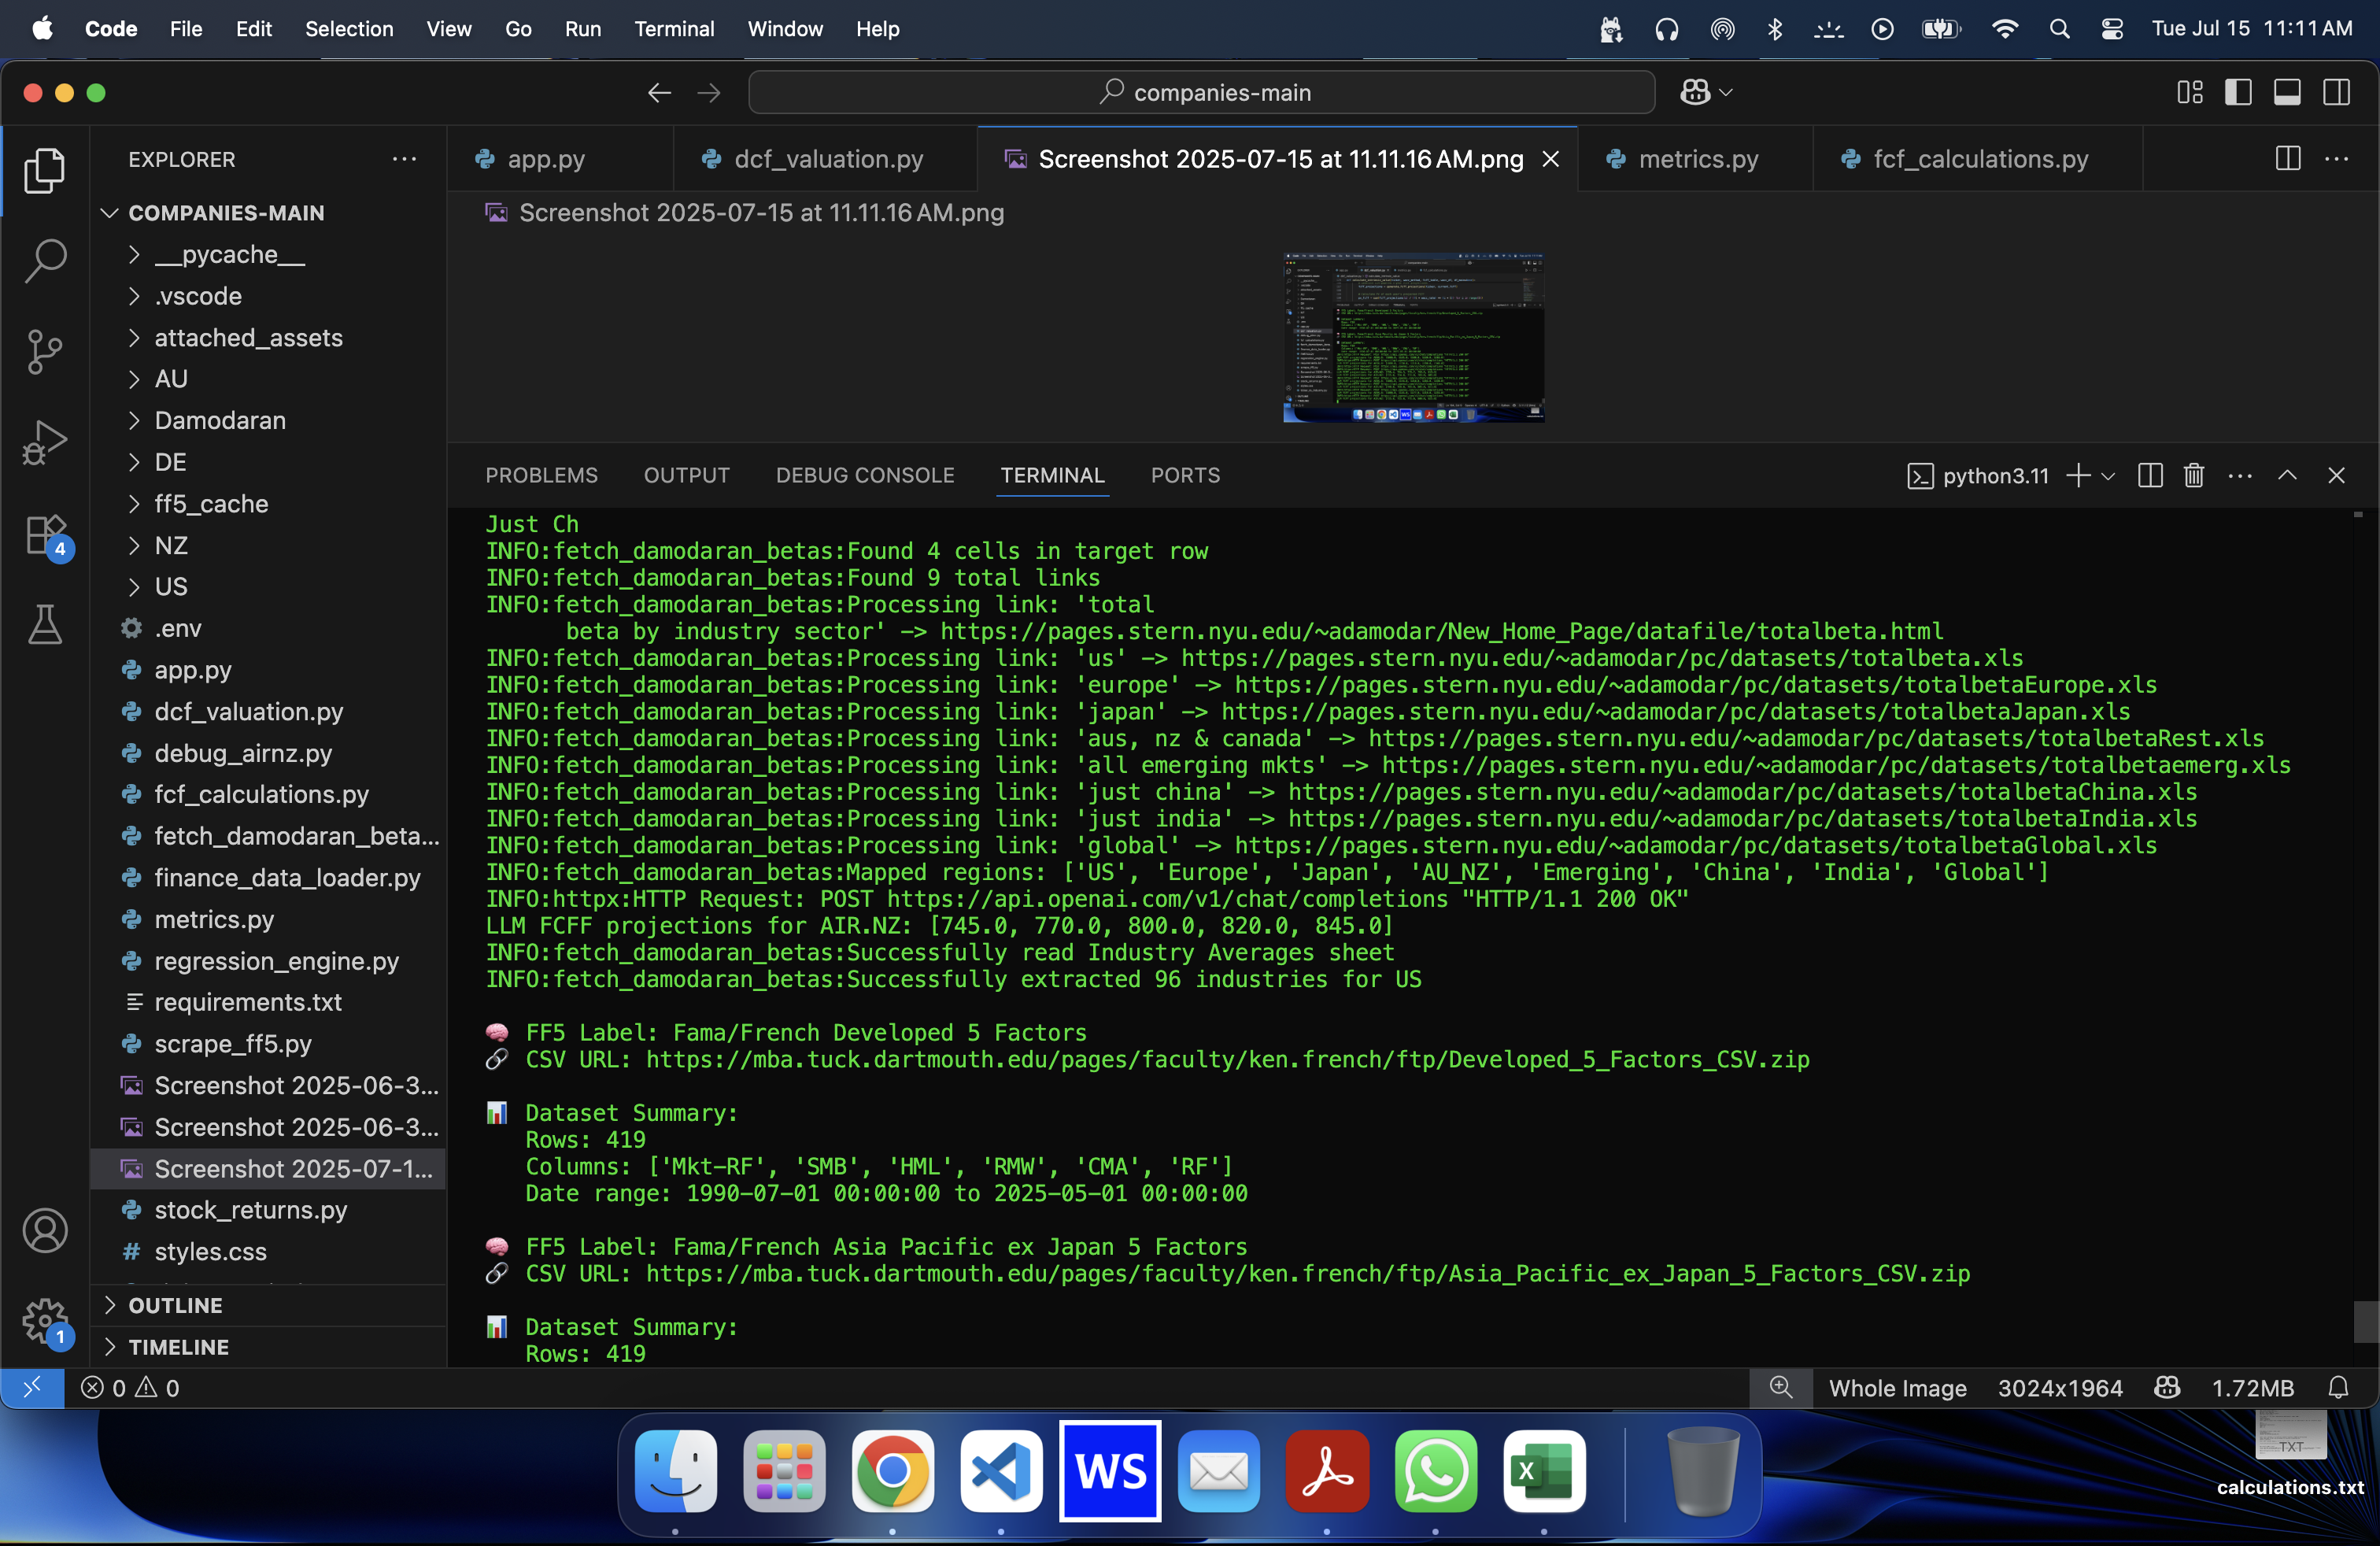 Code File Edit Selection View Go Run Terminal Window Help Tue Jul 15 11:11 AM
companies-main
EXPLORER
COMPANIES-MAIN
__pycache__
.vscode
attached_assets
AU
Damodaran
DE
ff5_cache
NZ
US
.env
app.py
dcf_valuation.py
debug_airnz.py
fcf_calculations.py
fetch_damodaran_beta...
finance_data_loader.py
metrics.py
regression_engine.py
requirements.txt
scrape_ff5.py
Screenshot 2025-06-3...
Screenshot 2025-06-3...
Screenshot 2025-07-1...
stock_returns.py
styles.css
OUTLINE
TIMELINE
4
1
app.py dcf_valuation.py Screenshot 2025-07-15 at 11.11.16 AM.png metrics.py fcf_calculations.py
Screenshot 2025-07-15 at 11.11.16 AM.png
PROBLEMS OUTPUT DEBUG CONSOLE TERMINAL PORTS python3.11
Just Ch
INFO:fetch_damodaran_betas:Found 4 cells in target row
INFO:fetch_damodaran_betas:Found 9 total links
INFO:fetch_damodaran_betas:Processing link: 'total
beta by industry sector' -> https://pages.stern.nyu.edu/~adamodar/New_Home_Page/datafile/totalbeta.html
INFO:fetch_damodaran_betas:Processing link: 'us' -> https://pages.stern.nyu.edu/~adamodar/pc/datasets/totalbeta.xls
INFO:fetch_damodaran_betas:Processing link: 'europe' -> https://pages.stern.nyu.edu/~adamodar/pc/datasets/totalbetaEurope.xls
INFO:fetch_damodaran_betas:Processing link: 'japan' -> https://pages.stern.nyu.edu/~adamodar/pc/datasets/totalbetaJapan.xls
INFO:fetch_damodaran_betas:Processing link: 'aus, nz & canada' -> https://pages.stern.nyu.edu/~adamodar/pc/datasets/totalbetaRest.xls
INFO:fetch_damodaran_betas:Processing link: 'all emerging mkts' -> https://pages.stern.nyu.edu/~adamodar/pc/datasets/totalbetaemerg.xls
INFO:fetch_damodaran_betas:Processing link: 'just china' -> https://pages.stern.nyu.edu/~adamodar/pc/datasets/totalbetaChina.xls
INFO:fetch_damodaran_betas:Processing link: 'just india' -> https://pages.stern.nyu.edu/~adamodar/pc/datasets/totalbetaIndia.xls
INFO:fetch_damodaran_betas:Processing link: 'global' -> https://pages.stern.nyu.edu/~adamodar/pc/datasets/totalbetaGlobal.xls
INFO:fetch_damodaran_betas:Mapped regions: ['US', 'Europe', 'Japan', 'AU_NZ', 'Emerging', 'China', 'India', 'Global']
INFO:httpx:HTTP Request: POST https://api.openai.com/v1/chat/completions "HTTP/1.1 200 OK"
LLM FCFF projections for AIR.NZ: [745.0, 770.0, 800.0, 820.0, 845.0]
INFO:fetch_damodaran_betas:Successfully read Industry Averages sheet
INFO:fetch_damodaran_betas:Successfully extracted 96 industries for US
🧠 FF5 Label: Fama/French Developed 5 Factors
🔗 CSV URL: https://mba.tuck.dartmouth.edu/pages/faculty/ken.french/ftp/Developed_5_Factors_CSV.zip
📊 Dataset Summary:
Rows: 419
Columns: ['Mkt-RF', 'SMB', 'HML', 'RMW', 'CMA', 'RF']
Date range: 1990-07-01 00:00:00 to 2025-05-01 00:00:00
🧠 FF5 Label: Fama/French Asia Pacific ex Japan 5 Factors
🔗 CSV URL: https://mba.tuck.dartmouth.edu/pages/faculty/ken.french/ftp/Asia_Pacific_ex_Japan_5_Factors_CSV.zip
📊 Dataset Summary:
Rows: 419
0 0 Whole Image 3024x1964 1.72MB
WS
TXT
calculations.txt